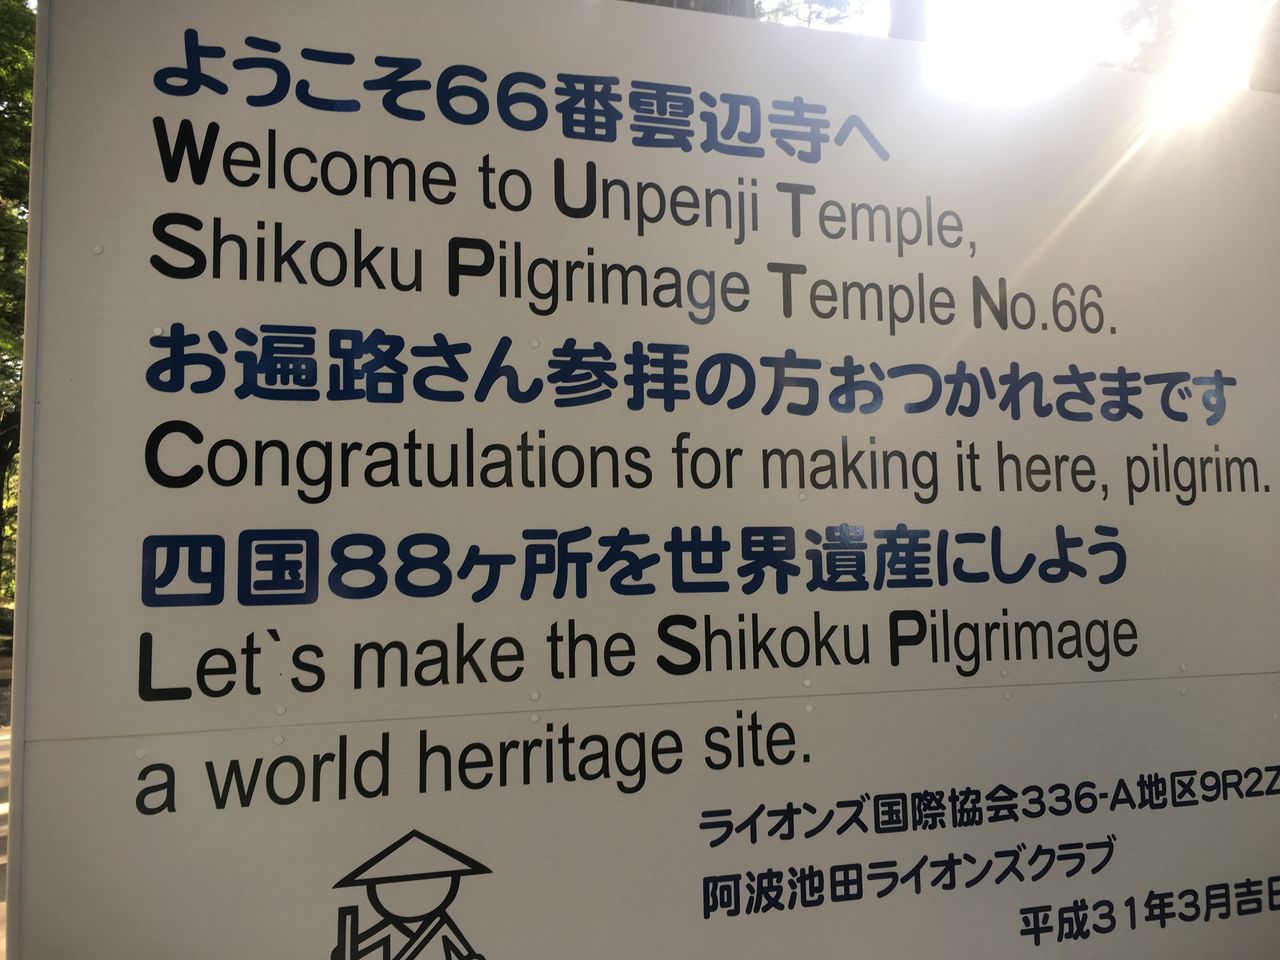 ようこそ66番雲辺寺へ
Welcome to Unpenji Temple,
Shikoku Pilgrimage Temple No.66.
お遍路さん参拝の方おつかれさまです
Congratulations for making it here, pilgrim.
四国88ヶ所を世界遺産にしよう
Let`s make the Shikoku Pilgrimage
a world herritage site.
ライオンズ国際協会336-A地区9R2Z
阿波池田ライオンズクラブ
平成31年3月吉日